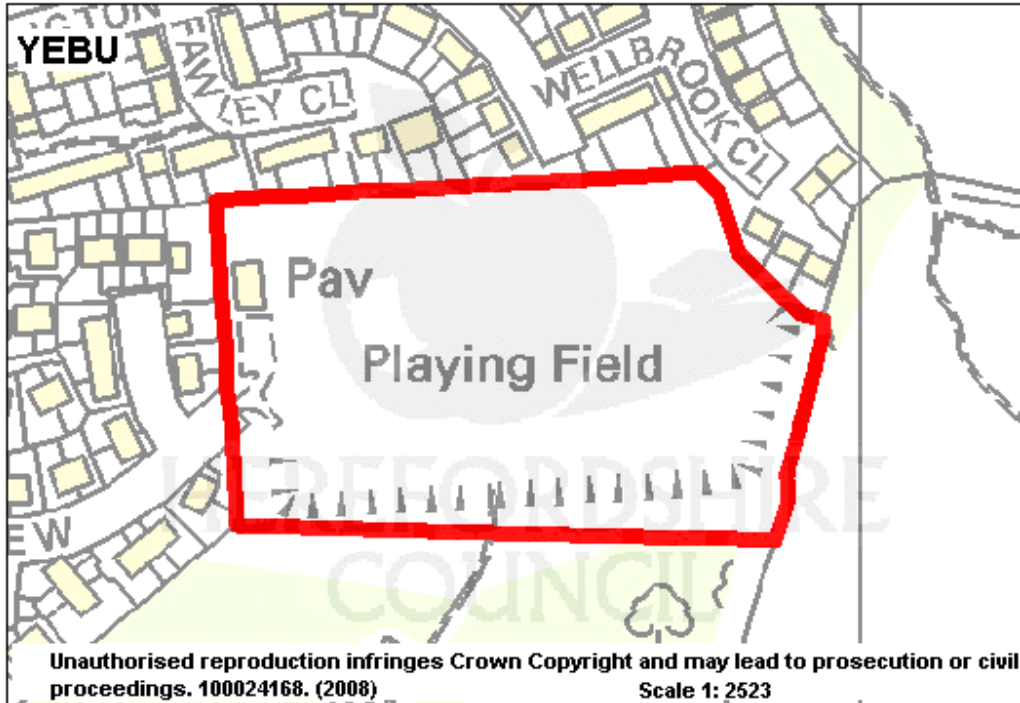 YEBU
NGTON
FAWLEY CL
WELLBROOK CL
Pav
Playing Field
HEREFORDSHIRE
COUNCIL
EW
Unauthorised reproduction infringes Crown Copyright and may lead to prosecution or civil
proceedings. 100024168. (2008) Scale 1: 2523